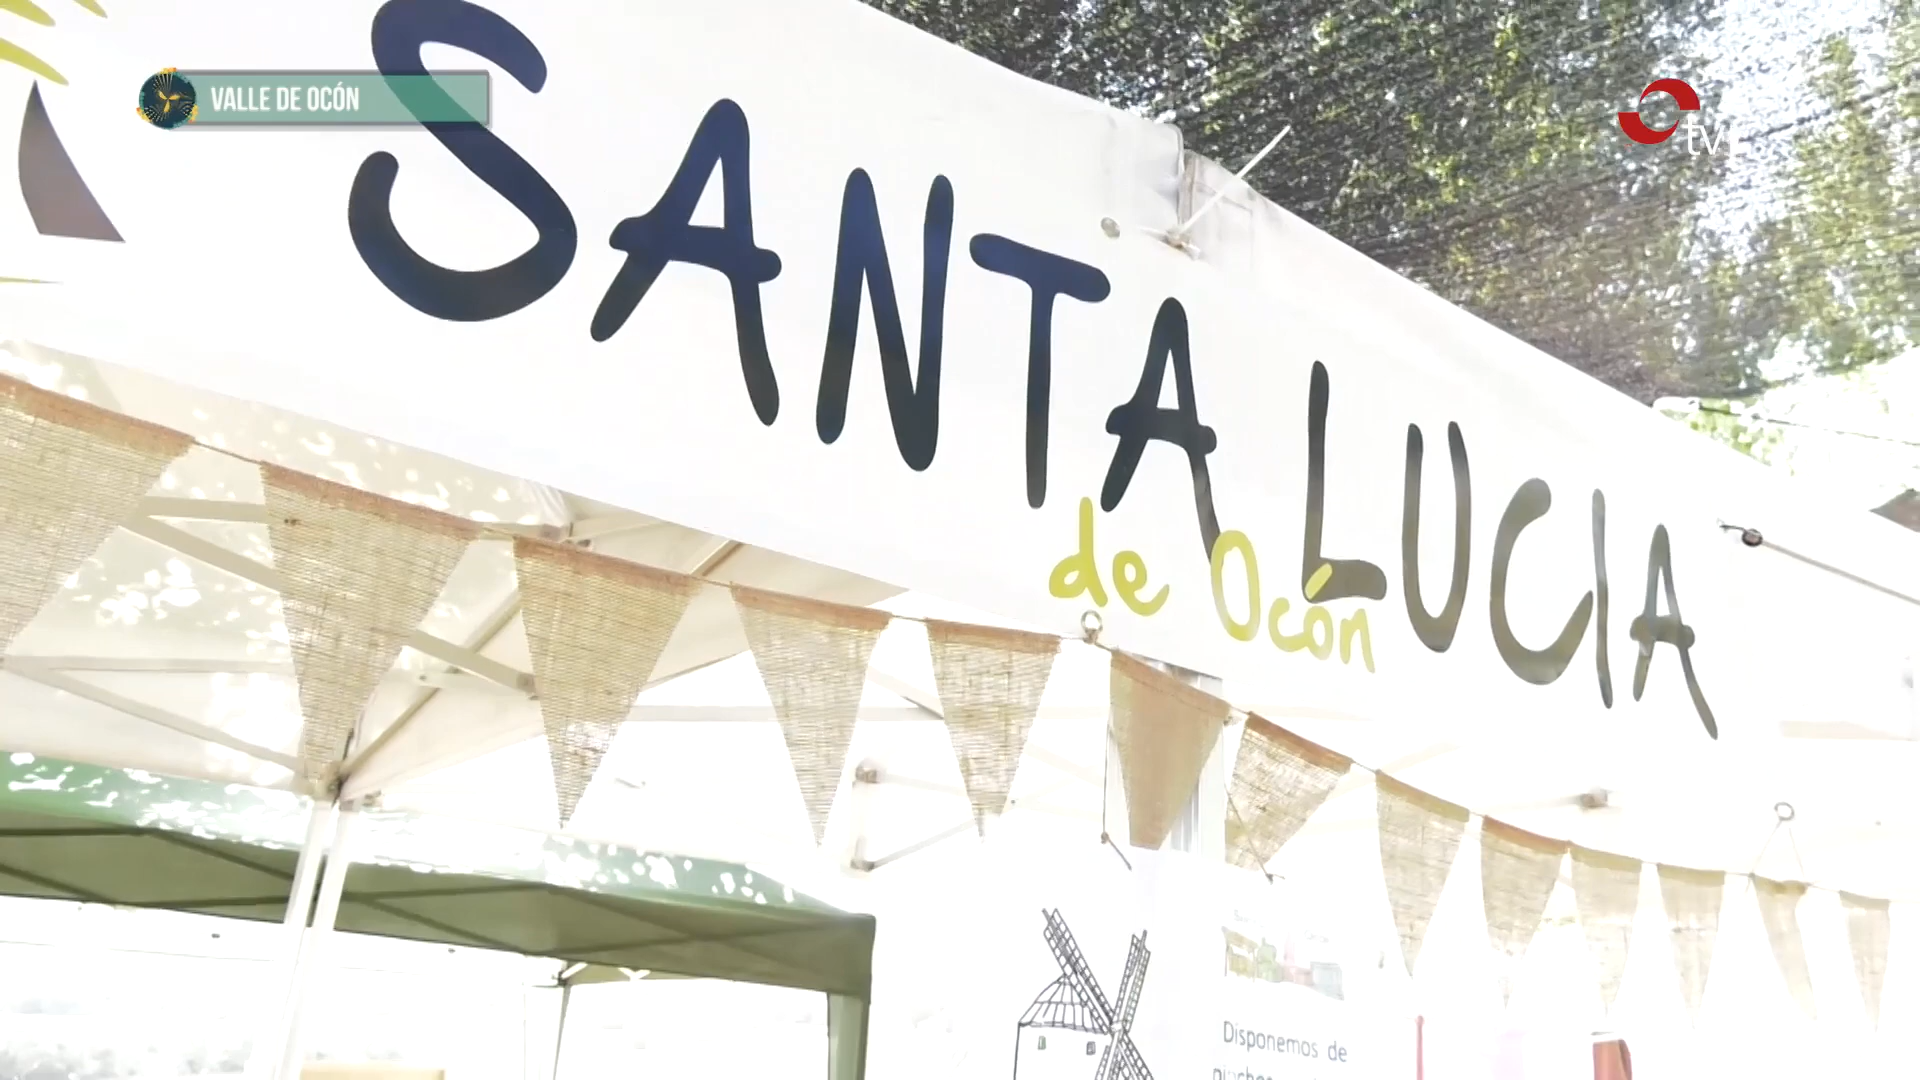 VALLE DE OCÓN
SANTA LUCIA
de Ocón
Disponemos de